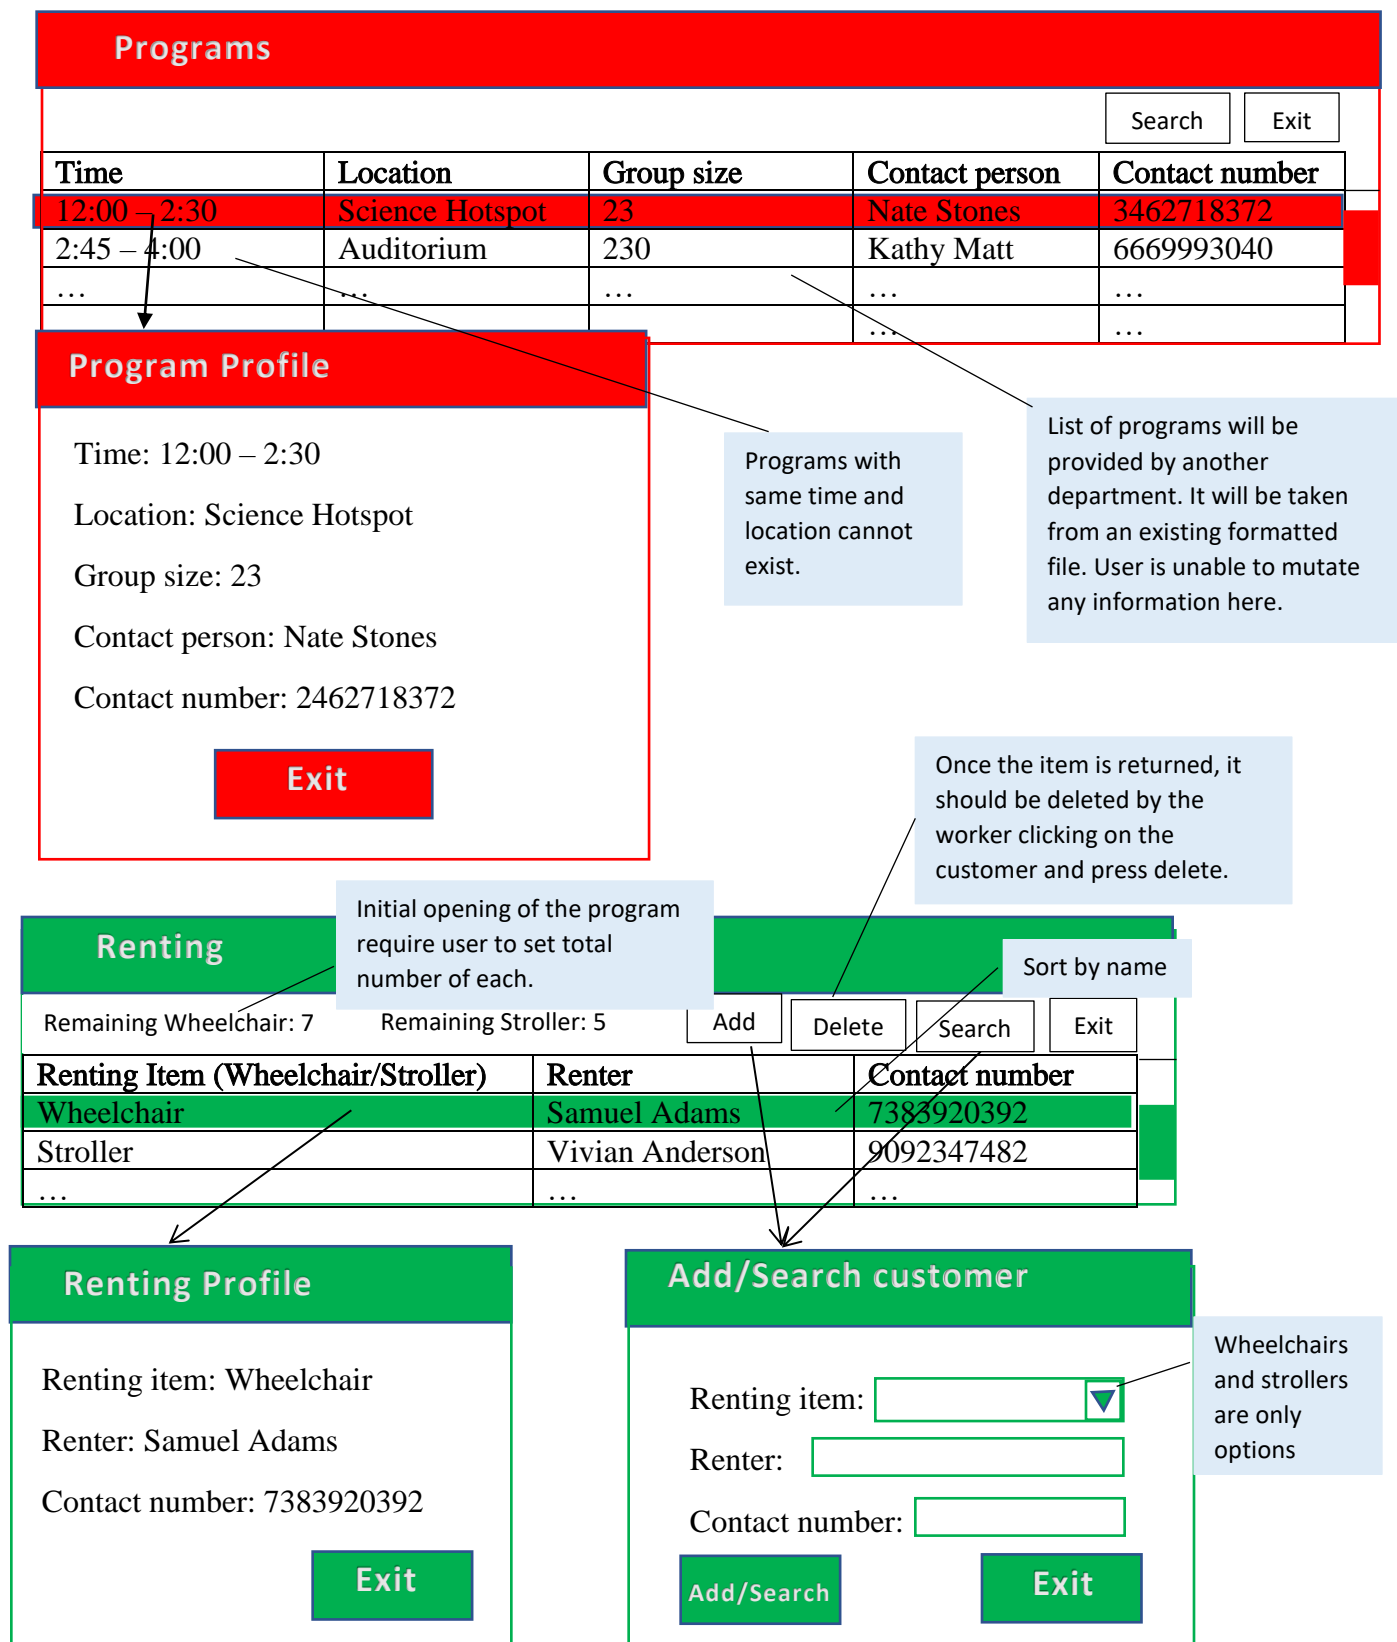 Programs
Search Exit
Time Location Group size Contact person Contact number
12:00 – 2:30 Science Hotspot 23 Nate Stones 3462718372
2:45 – 4:00 Auditorium 230 Kathy Matt 6669993040
… … … … …
… …
Program Profile
Time: 12:00 – 2:30
Location: Science Hotspot
Group size: 23
Contact person: Nate Stones
Contact number: 2462718372
Exit
Programs with
same time and
location cannot
exist.
List of programs will be
provided by another
department. It will be taken
from an existing formatted
file. User is unable to mutate
any information here.
Once the item is returned, it
should be deleted by the
worker clicking on the
customer and press delete.
Initial opening of the program
require user to set total
number of each.
Renting
Sort by name
Remaining Wheelchair: 7 Remaining Stroller: 5 Add Delete Search Exit
Renting Item (Wheelchair/Stroller) Renter Contact number
Wheelchair Samuel Adams 7383920392
Stroller Vivian Anderson 9092347482
… … …
Renting Profile
Renting item: Wheelchair
Renter: Samuel Adams
Contact number: 7383920392
Exit
Add/Search customer
Renting item:
Renter:
Contact number:
Add/Search Exit
Wheelchairs
and strollers
are only
options